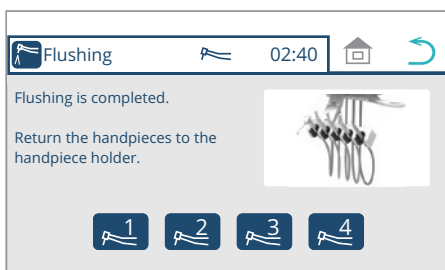 Flushing
02:40
Flushing is completed.
Return the handpieces to the
handpiece holder.
1
2
3
4